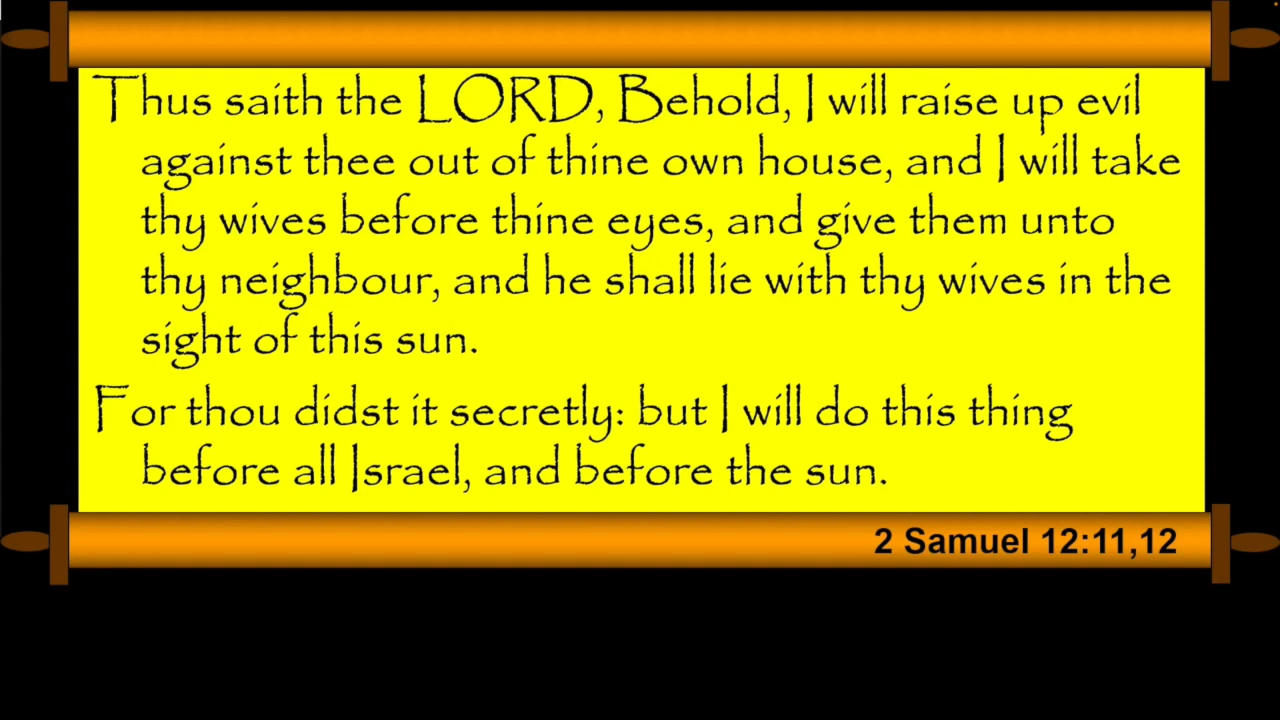 Thus saith the LORD, Behold, I will raise up evil
against thee out of thine own house, and I will take
thy wives before thine eyes, and give them unto
thy neighbour, and he shall lie with thy wives in the
sight of this sun.
For thou didst it secretly: but I will do this thing
before all Israel, and before the sun.
2 Samuel 12:11,12